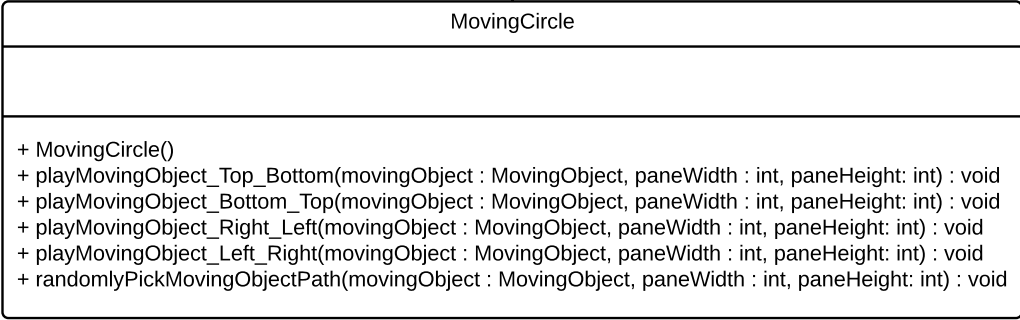 MovingCircle
+ MovingCircle()
+ playMovingObject_Top_Bottom(movingObject : MovingObject, paneWidth : int, paneHeight: int) : void
+ playMovingObject_Bottom_Top(movingObject : MovingObject, paneWidth : int, paneHeight: int) : void
+ playMovingObject_Right_Left(movingObject : MovingObject, paneWidth : int, paneHeight: int) : void
+ playMovingObject_Left_Right(movingObject : MovingObject, paneWidth : int, paneHeight: int) : void
+ randomlyPickMovingObjectPath(movingObject : MovingObject, paneWidth : int, paneHeight: int) : void